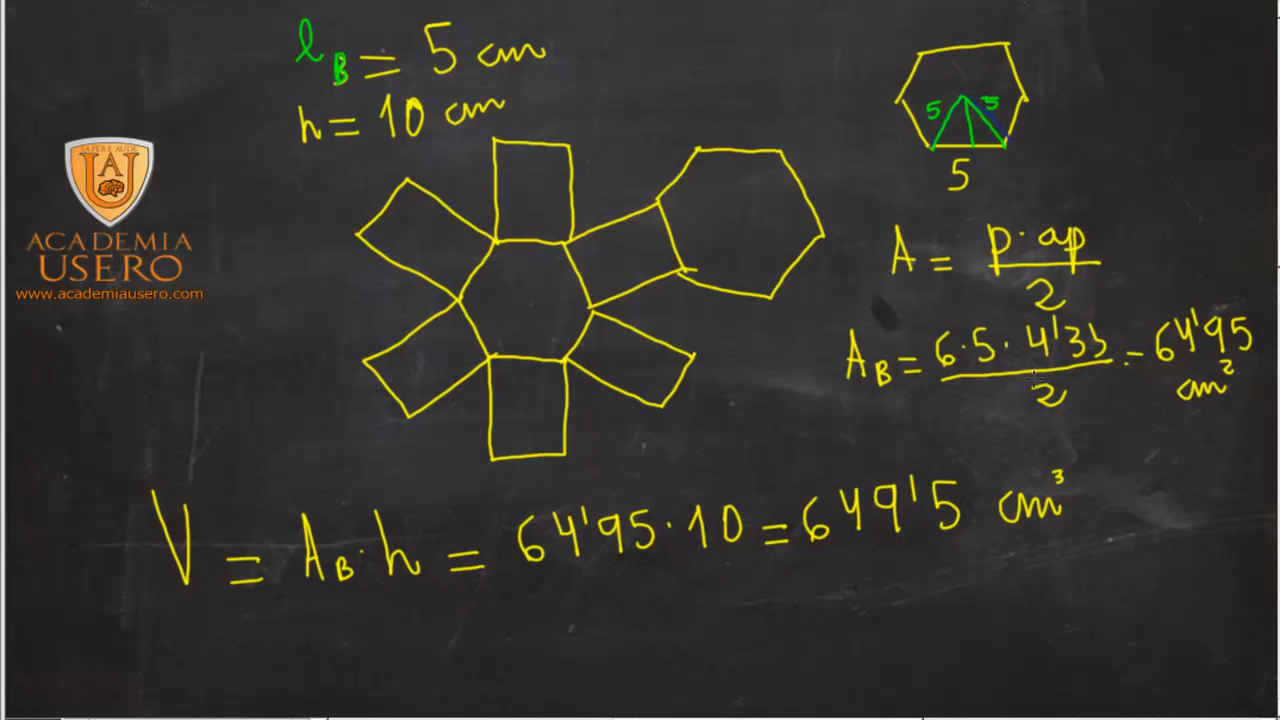 l_B = 5 cm
h = 10 cm
SAPERE AUDE
UA
ACADEMIA
USERO
www.academiausero.com
5 5
5
A = p · ap / 2
A_B = 6 · 5 · 4'33 / 2 = 64'95 cm²
V = A_B · h = 64'95 · 10 = 649'5 cm³